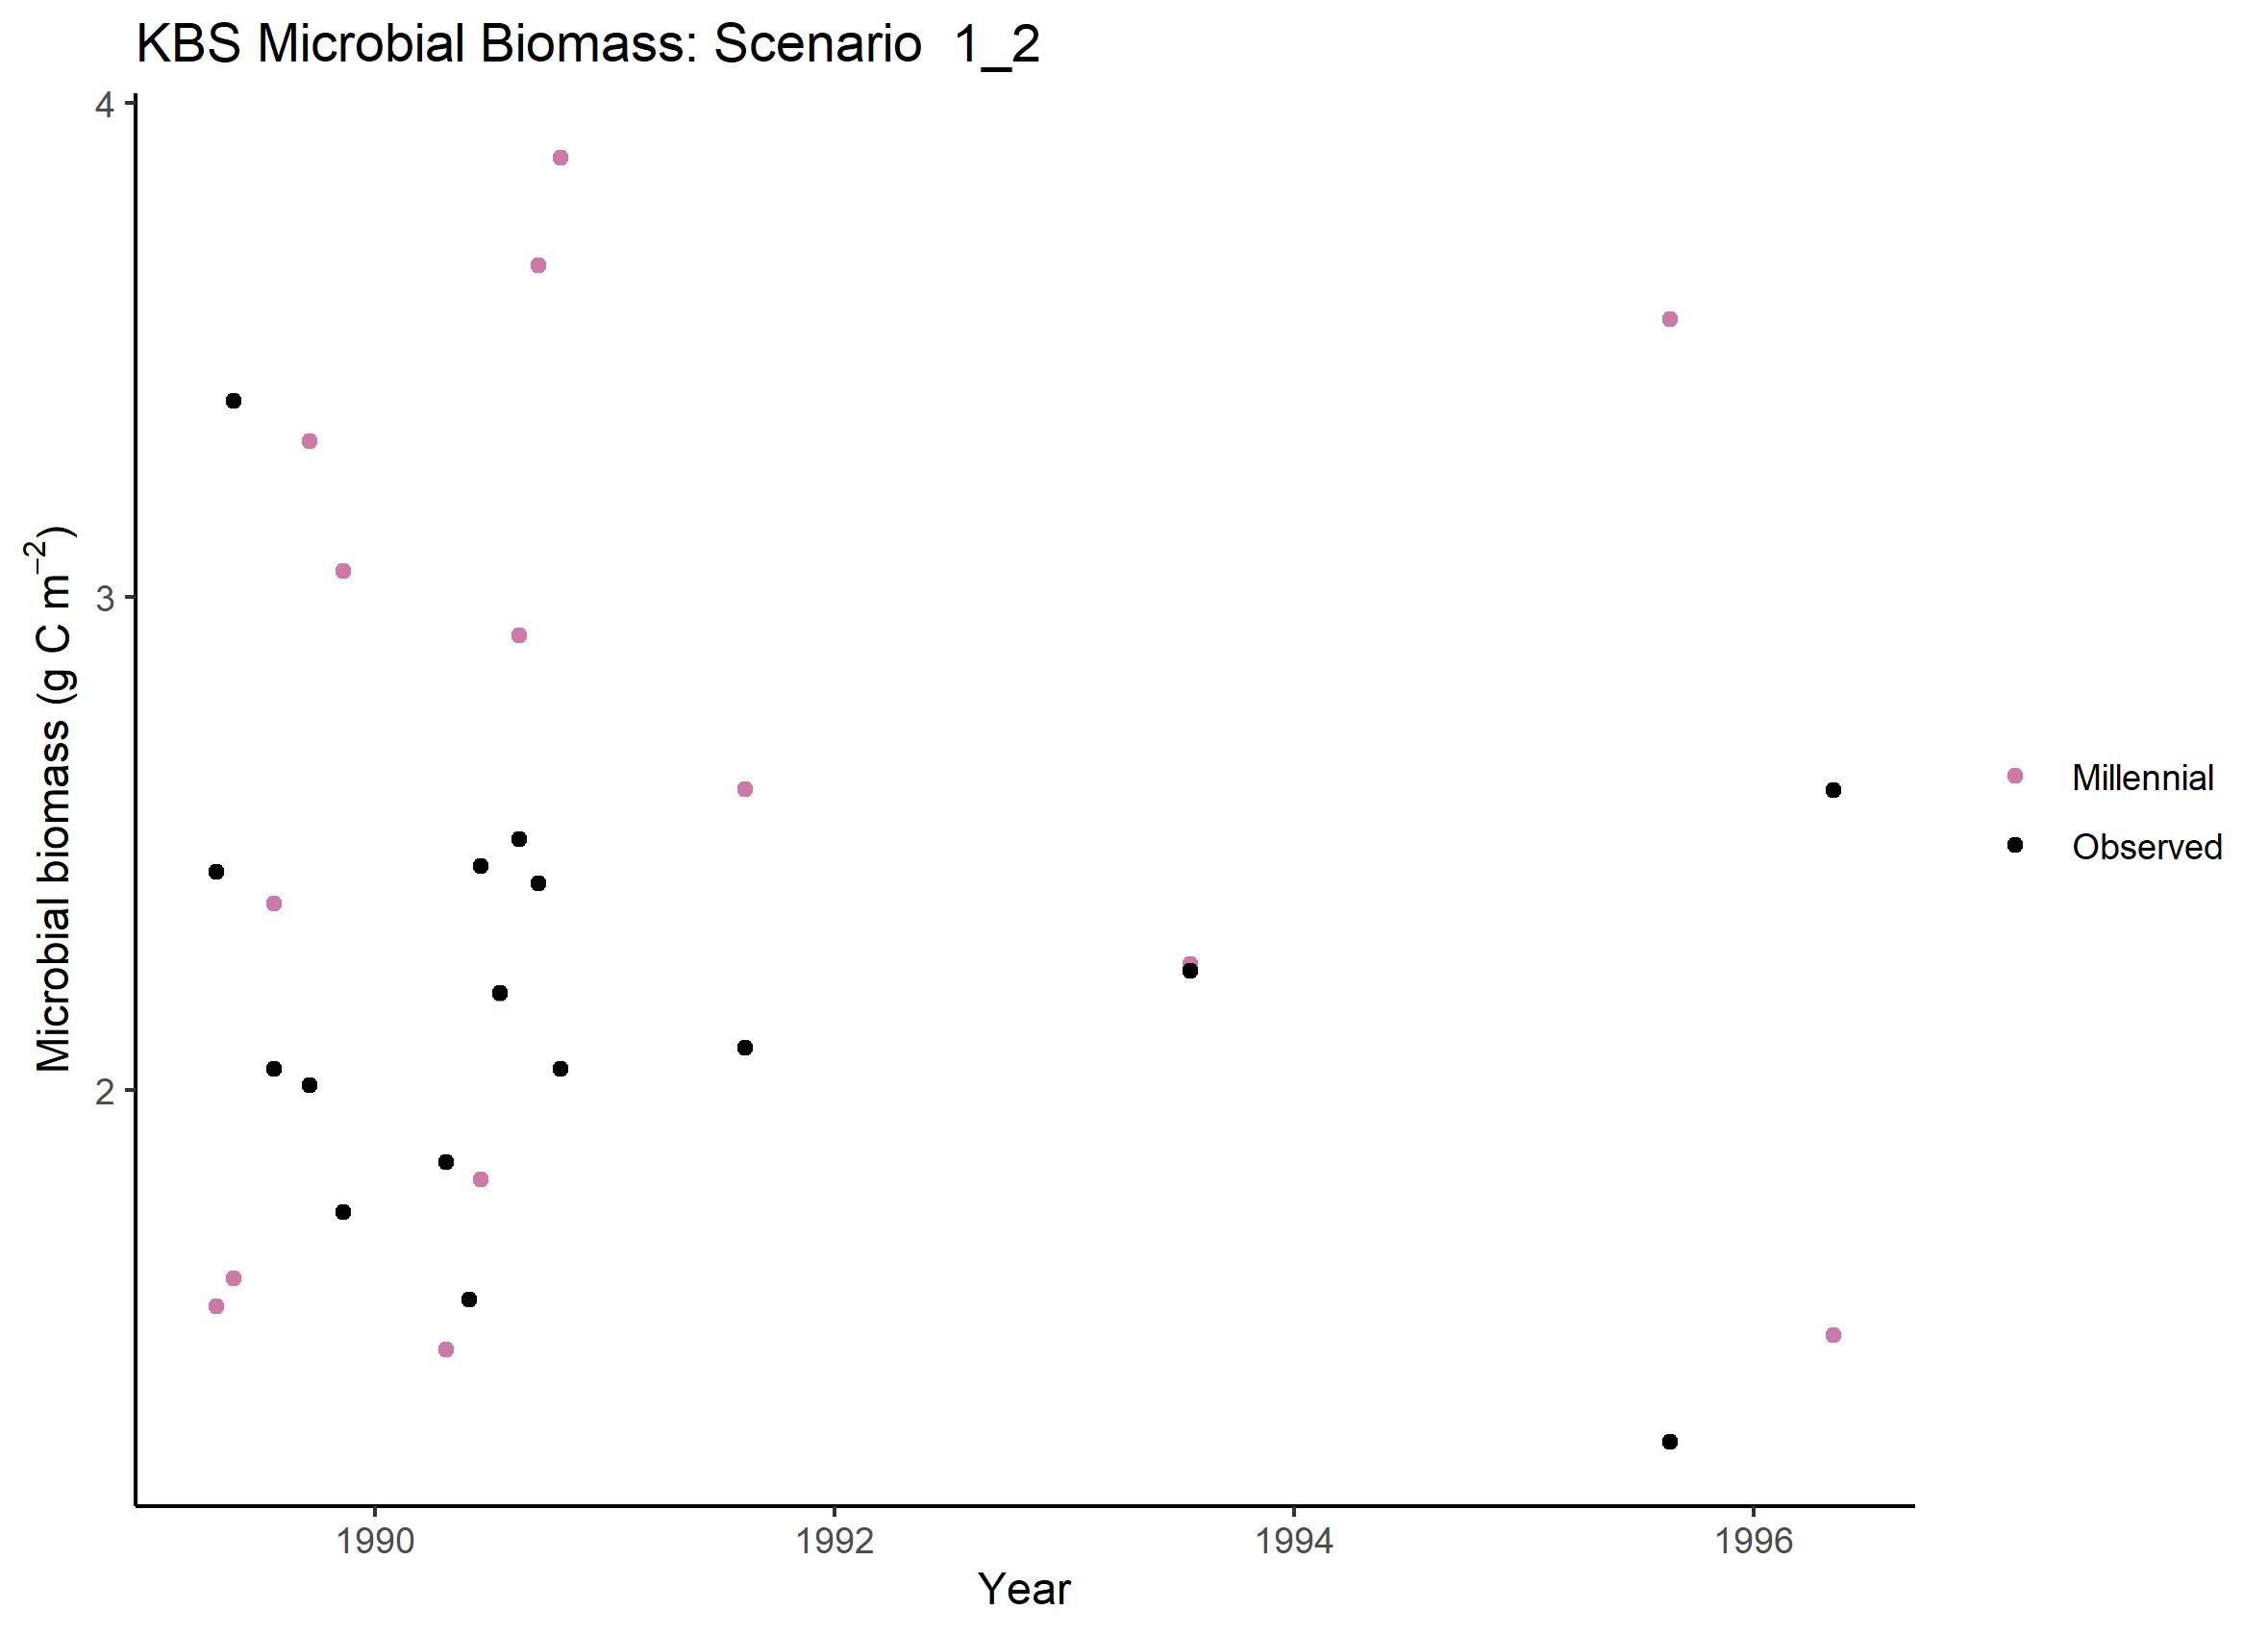 KBS Microbial Biomass: Scenario  1_2
4
3
2
Microbial biomass (g C m⁻²)
1990
1992
1994
1996
Year
Millennial
Observed